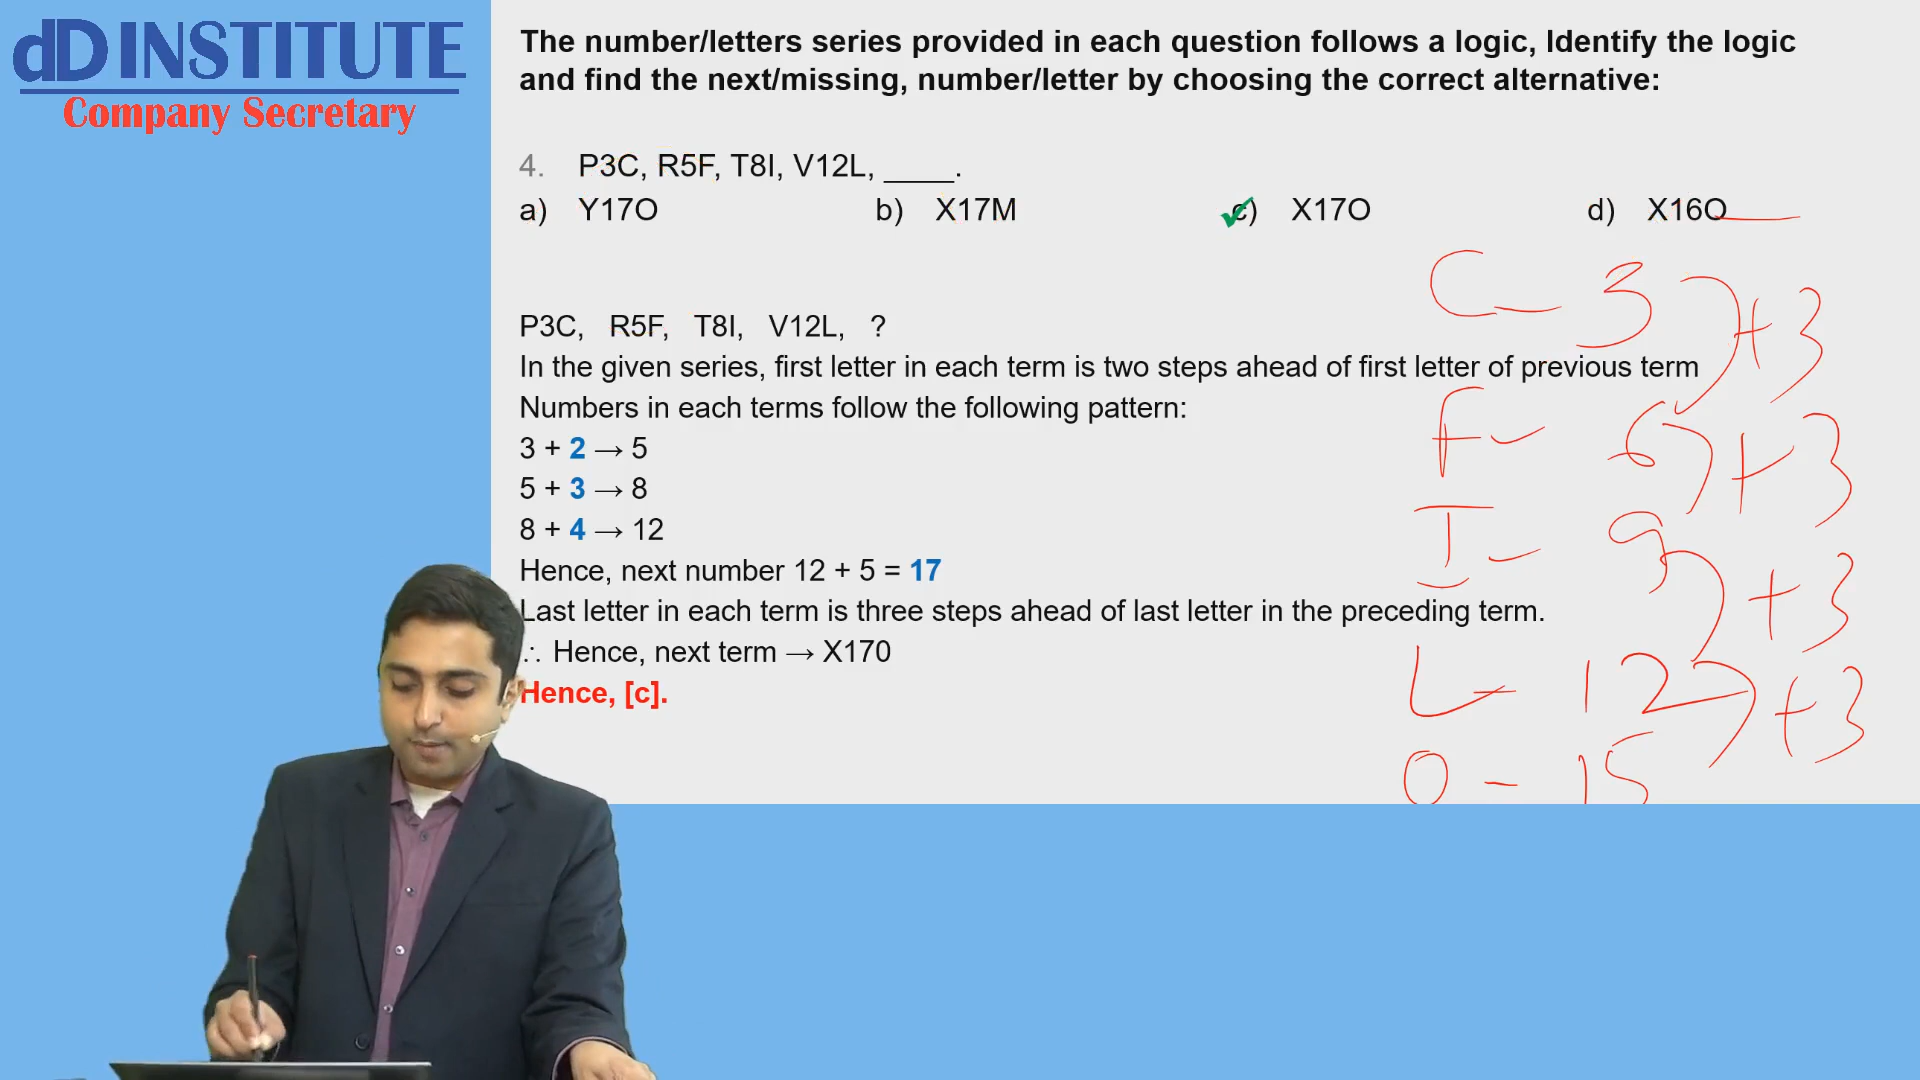 dD INSTITUTE
Company Secretary
The number/letters series provided in each question follows a logic, Identify the logic
and find the next/missing, number/letter by choosing the correct alternative:
4. P3C, R5F, T8I, V12L, ____.
a) Y17O b) X17M c) X17O d) X16O
P3C, R5F, T8I, V12L, ?
In the given series, first letter in each term is two steps ahead of first letter of previous term
Numbers in each terms follow the following pattern:
3 + 2 → 5
5 + 3 → 8
8 + 4 → 12
Hence, next number 12 + 5 = 17
Last letter in each term is three steps ahead of last letter in the preceding term.
∴ Hence, next term → X170
Hence, [c].
C - 3
+3
F - 6
+3
I - 9
+3
L - 12
+3
O - 15